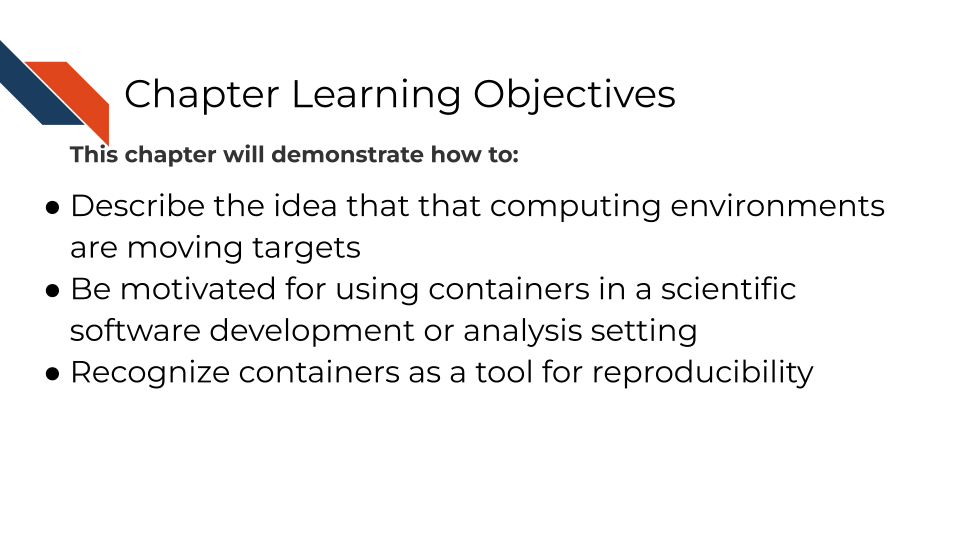 Chapter Learning Objectives
This chapter will demonstrate how to:
● Describe the idea that that computing environments
are moving targets
● Be motivated for using containers in a scientific
software development or analysis setting
● Recognize containers as a tool for reproducibility